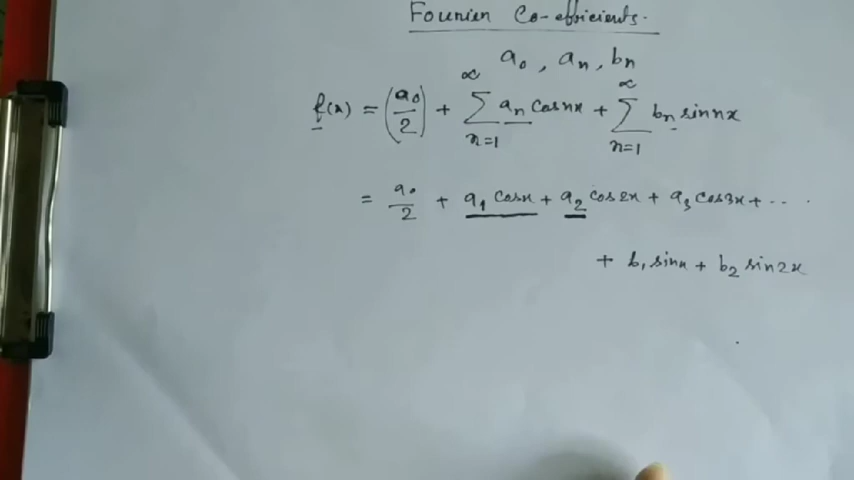 Fourier Co-efficients.
a₀, aₙ, bₙ
f(x) = (a₀/2) + ∑_{n=1}^{∝} aₙ cosnx + ∑_{n=1}^{∝} bₙ sinnx
= a₀/2 + a₁ cosx + a₂ cos2x + a₃ cos3x + ....
+ b₁ sinx + b₂ sin2x